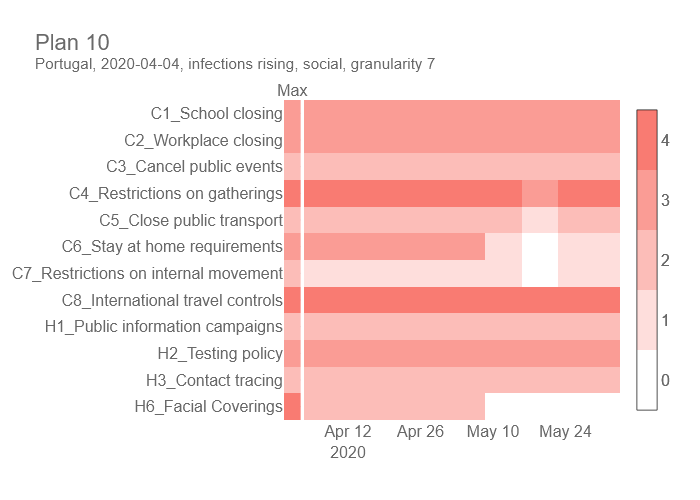 Plan 10
Portugal, 2020-04-04, infections rising, social, granularity 7
Max
C1_School closing
C2_Workplace closing
C3_Cancel public events
C4_Restrictions on gatherings
C5_Close public transport
C6_Stay at home requirements
C7_Restrictions on internal movement
C8_International travel controls
H1_Public information campaigns
H2_Testing policy
H3_Contact tracing
H6_Facial Coverings
Apr 12 Apr 26 May 10 May 24
2020
4
3
2
1
0